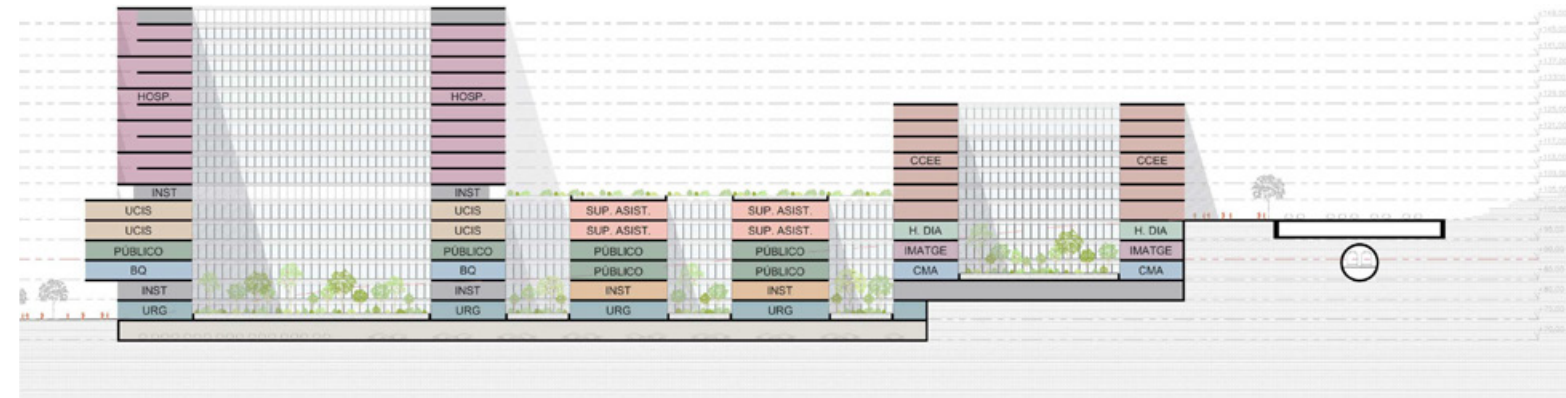 HOSP. HOSP.
CCEE CCEE
INST INST
UCIS UCIS SUP. ASIST. SUP. ASIST.
UCIS UCIS SUP. ASIST. SUP. ASIST. H. DIA H. DIA
PÚBLICO PÚBLICO PÚBLICO PÚBLICO IMATGE IMATGE
BQ BQ PÚBLICO PÚBLICO CMA CMA
INST INST INST INST
URG URG URG URG